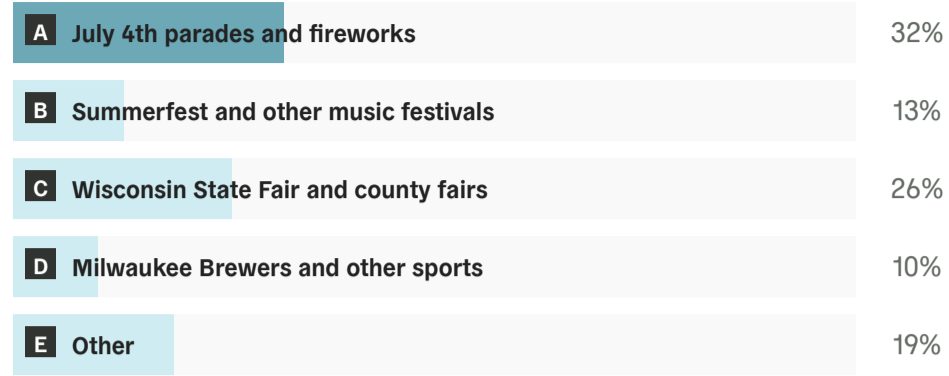 A July 4th parades and fireworks 32%
B Summerfest and other music festivals 13%
C Wisconsin State Fair and county fairs 26%
D Milwaukee Brewers and other sports 10%
E Other 19%